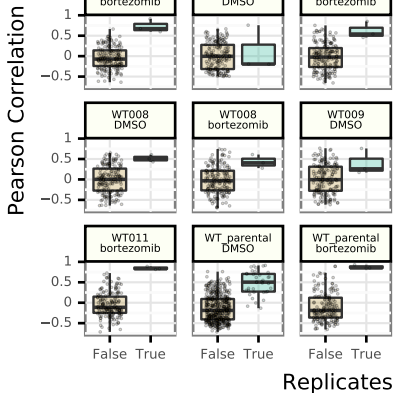 bortezomib DMSO bortezomib
1
0.5
0
−0.5
WT008 WT008 WT009
DMSO bortezomib DMSO
1
0.5
0
−0.5
WT011 WT_parental WT_parental
bortezomib DMSO bortezomib
1
0.5
0
−0.5
False True False True False True
Replicates
Pearson Correlation